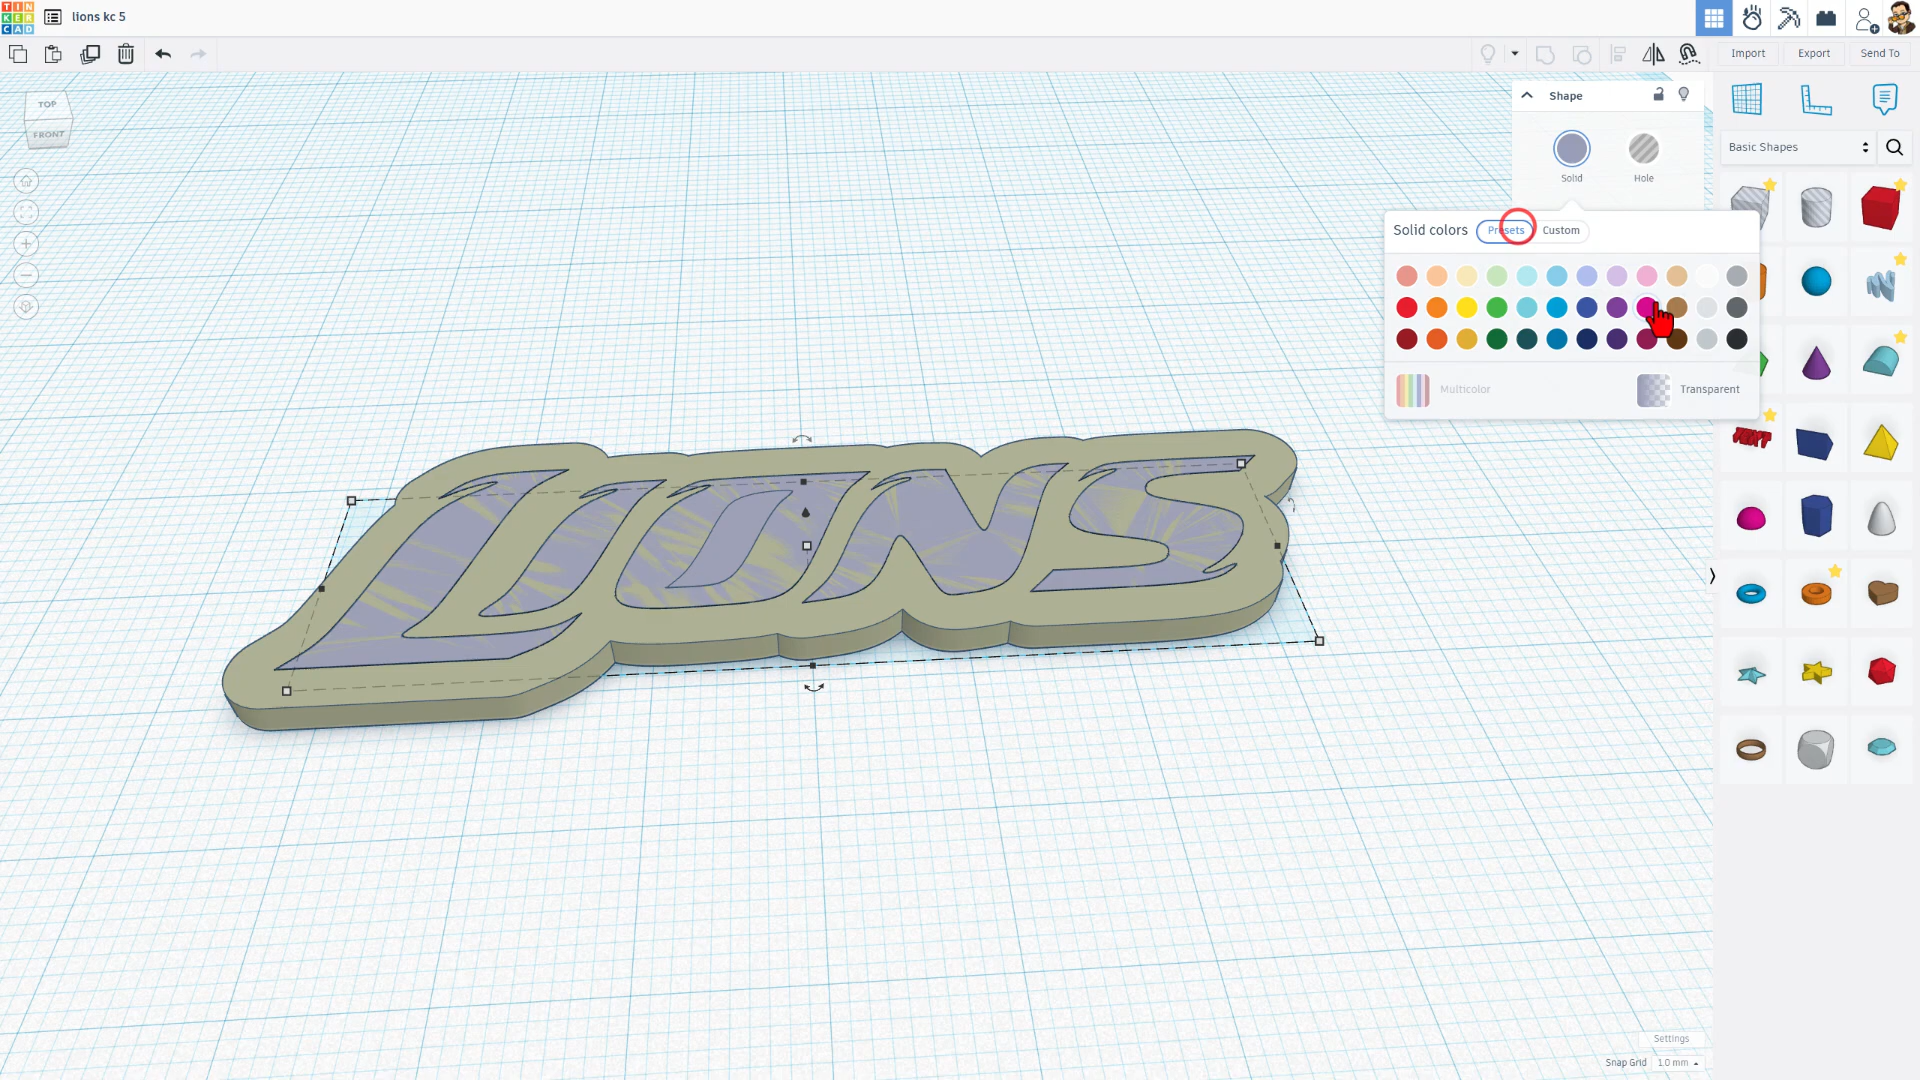 TIN
KER
CAD
lions kc 5
Import
Export
Send To
TOP
FRONT
Shape
Solid
Hole
Basic Shapes
Solid colors
Presets
Custom
Multicolor
Transparent
LIONS
TEXT
Settings
Snap Grid
1.0 mm